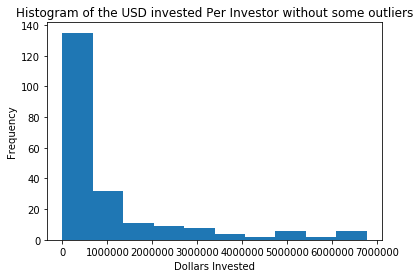 Histogram of the USD invested Per Investor without some outliers
140
120
100
80
60
40
20
0
Frequency
0 1000000 2000000 3000000 4000000 5000000 6000000 7000000
Dollars Invested